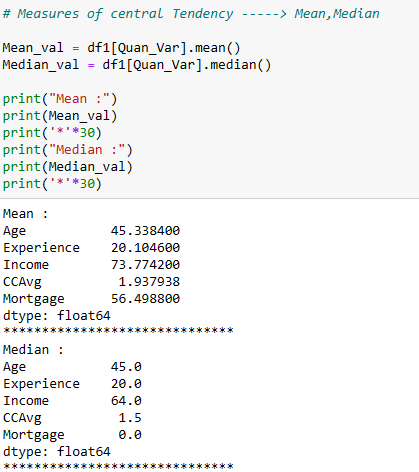 # Measures of central Tendency -----> Mean,Median
Mean_val = df1[Quan_Var].mean()
Median_val = df1[Quan_Var].median()
print("Mean :")
print(Mean_val)
print('*'*30)
print("Median :")
print(Median_val)
print('*'*30)
Mean :
Age           45.338400
Experience    20.104600
Income        73.774200
CCAvg          1.937938
Mortgage      56.498800
dtype: float64
******************************
Median :
Age           45.0
Experience    20.0
Income        64.0
CCAvg          1.5
Mortgage       0.0
dtype: float64
******************************